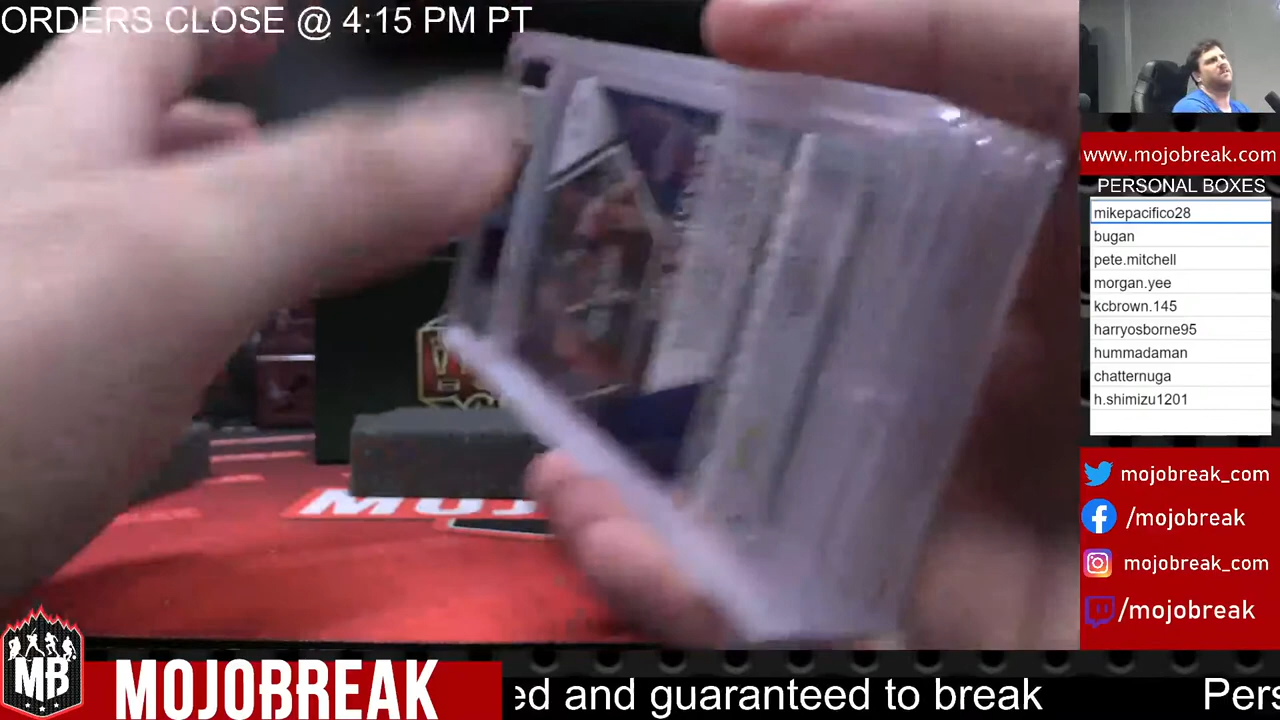 ORDERS CLOSE @ 4:15 PM PT
www.mojobreak.com
PERSONAL BOXES
mikepacifico28
bugan
pete.mitchell
morgan.yee
kcbrown.145
harryosborne95
hummadaman
chatternuga
h.shimizu1201
mojobreak_com
/mojobreak
mojobreak_com
/mojobreak
MB
MOJOBREAK
ed and guaranteed to break Pers